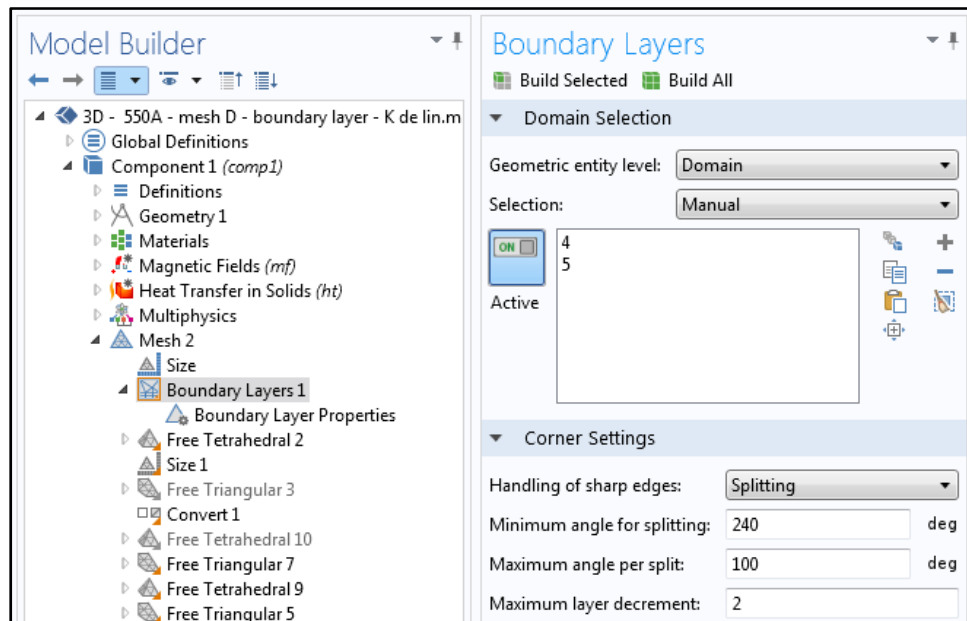 Model Builder
3D - 550A - mesh D - boundary layer - K de lin.m
Global Definitions
Component 1 (comp1)
Definitions
Geometry 1
Materials
Magnetic Fields (mf)
Heat Transfer in Solids (ht)
Multiphysics
Mesh 2
Size
Boundary Layers 1
Boundary Layer Properties
Free Tetrahedral 2
Size 1
Free Triangular 3
Convert 1
Free Tetrahedral 10
Free Triangular 7
Free Tetrahedral 9
Free Triangular 5
Boundary Layers
Build Selected Build All
Domain Selection
Geometric entity level: Domain
Selection: Manual
ON
4
5
Active
Corner Settings
Handling of sharp edges: Splitting
Minimum angle for splitting: 240 deg
Maximum angle per split: 100 deg
Maximum layer decrement: 2